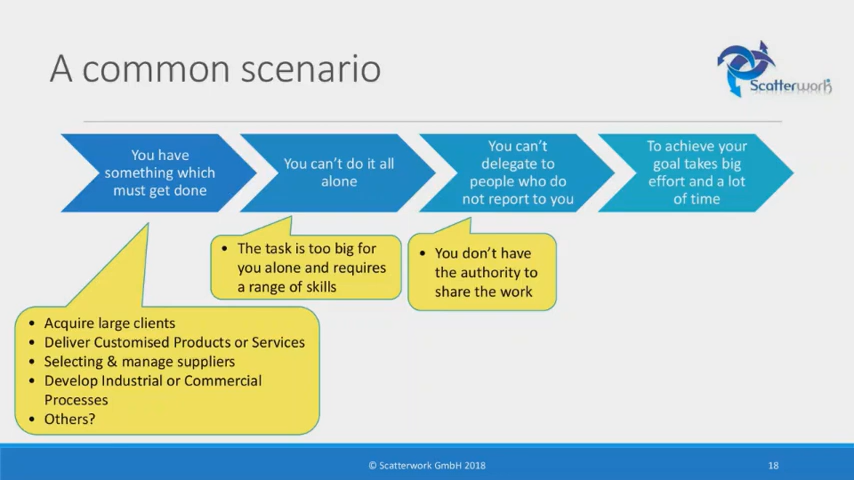 A common scenario
Scatterwork
You have
something which
must get done
You can't do it all
alone
You can't
delegate to
people who do
not report to you
To achieve your
goal takes big
effort and a lot
of time
• The task is too big for
you alone and requires
a range of skills
• You don't have
the authority to
share the work
• Acquire large clients
• Deliver Customised Products or Services
• Selecting & manage suppliers
• Develop Industrial or Commercial
Processes
• Others?
© Scatterwork GmbH 2018
18